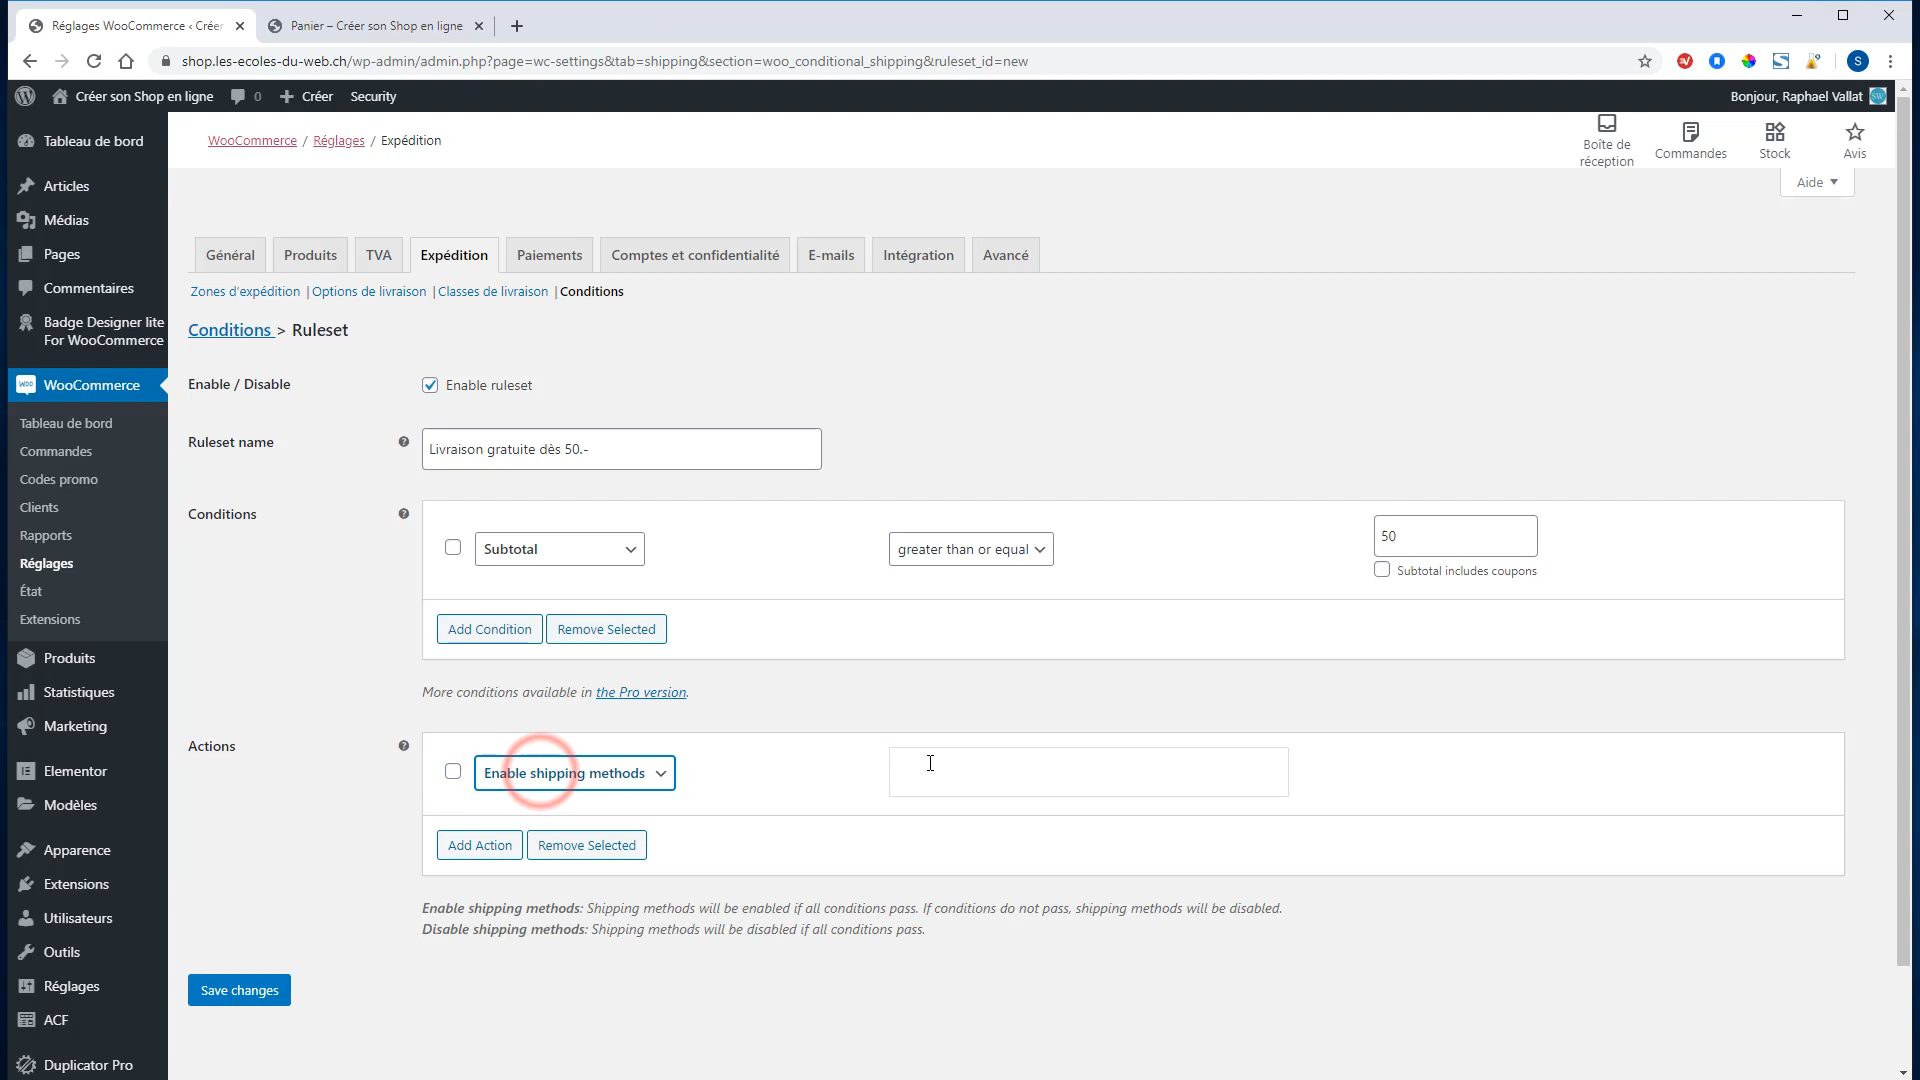 Réglages WooCommerce ‹ Créer
Panier – Créer son Shop en ligne
shop.les-ecoles-du-web.ch/wp-admin/admin.php?page=wc-settings&tab=shipping&section=woo_conditional_shipping&ruleset_id=new
S
Créer son Shop en ligne
0
Créer
Security
Bonjour, Raphael Vallat
Tableau de bord
Articles
Médias
Pages
Commentaires
Badge Designer lite
For WooCommerce
WooCommerce
Tableau de bord
Commandes
Codes promo
Clients
Rapports
Réglages
État
Extensions
Produits
Statistiques
Marketing
Elementor
Modèles
Apparence
Extensions
Utilisateurs
Outils
Réglages
ACF
Duplicator Pro
WooCommerce / Réglages / Expédition
Boîte de
réception
Commandes
Stock
Avis
Aide
Général
Produits
TVA
Expédition
Paiements
Comptes et confidentialité
E-mails
Intégration
Avancé
Zones d'expédition | Options de livraison | Classes de livraison | Conditions
Conditions > Ruleset
Enable / Disable
Enable ruleset
Ruleset name
Livraison gratuite dès 50.-
Conditions
Subtotal
greater than or equal
50
Subtotal includes coupons
Add Condition
Remove Selected
More conditions available in the Pro version.
Actions
Enable shipping methods
Add Action
Remove Selected
Enable shipping methods: Shipping methods will be enabled if all conditions pass. If conditions do not pass, shipping methods will be disabled.
Disable shipping methods: Shipping methods will be disabled if all conditions pass.
Save changes